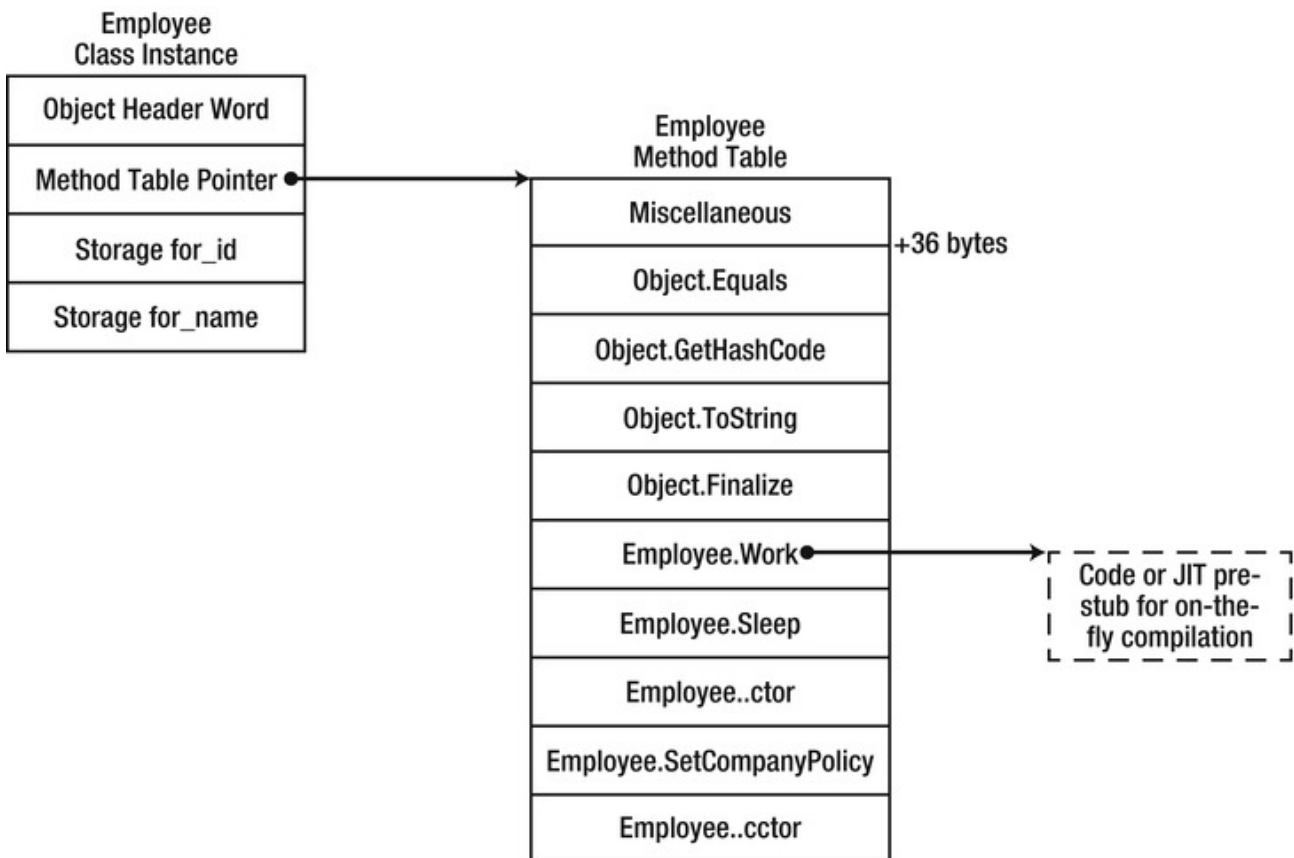 Employee
Class Instance
Object Header Word
Method Table Pointer
Storage for_id
Storage for_name
Employee
Method Table
Miscellaneous
+36 bytes
Object.Equals
Object.GetHashCode
Object.ToString
Object.Finalize
Employee.Work
Code or JIT pre-
stub for on-the-
fly compilation
Employee.Sleep
Employee..ctor
Employee.SetCompanyPolicy
Employee..cctor